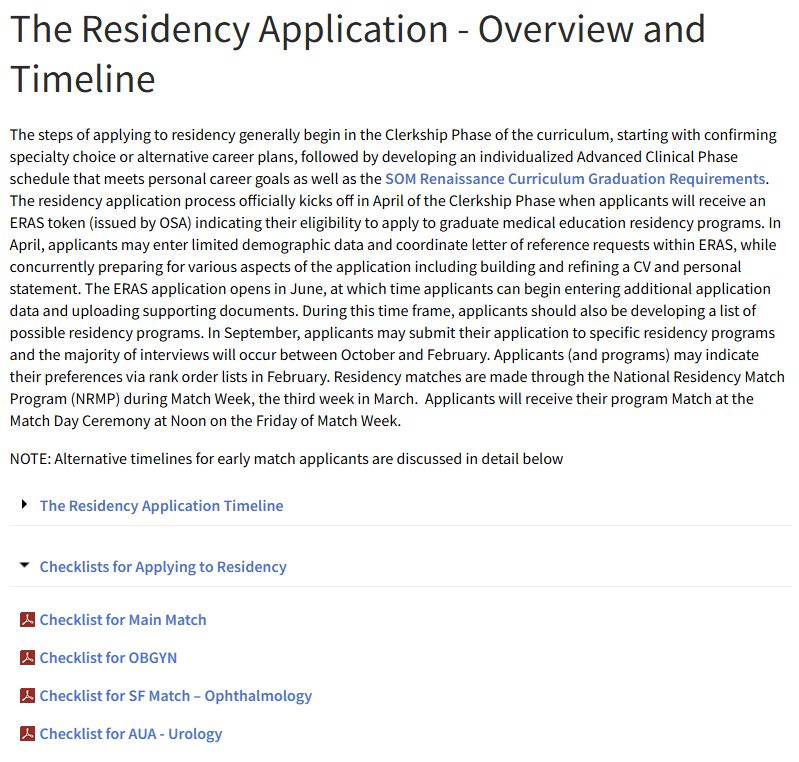 The Residency Application - Overview and
Timeline
The steps of applying to residency generally begin in the Clerkship Phase of the curriculum, starting with confirming
specialty choice or alternative career plans, followed by developing an individualized Advanced Clinical Phase
schedule that meets personal career goals as well as the SOM Renaissance Curriculum Graduation Requirements.
The residency application process officially kicks off in April of the Clerkship Phase when applicants will receive an
ERAS token (issued by OSA) indicating their eligibility to apply to graduate medical education residency programs. In
April, applicants may enter limited demographic data and coordinate letter of reference requests within ERAS, while
concurrently preparing for various aspects of the application including building and refining a CV and personal
statement. The ERAS application opens in June, at which time applicants can begin entering additional application
data and uploading supporting documents. During this time frame, applicants should also be developing a list of
possible residency programs. In September, applicants may submit their application to specific residency programs
and the majority of interviews will occur between October and February. Applicants (and programs) may indicate
their preferences via rank order lists in February. Residency matches are made through the National Residency Match
Program (NRMP) during Match Week, the third week in March.  Applicants will receive their program Match at the
Match Day Ceremony at Noon on the Friday of Match Week.
NOTE: Alternative timelines for early match applicants are discussed in detail below
The Residency Application Timeline
Checklists for Applying to Residency
Checklist for Main Match
Checklist for OBGYN
Checklist for SF Match – Ophthalmology
Checklist for AUA - Urology